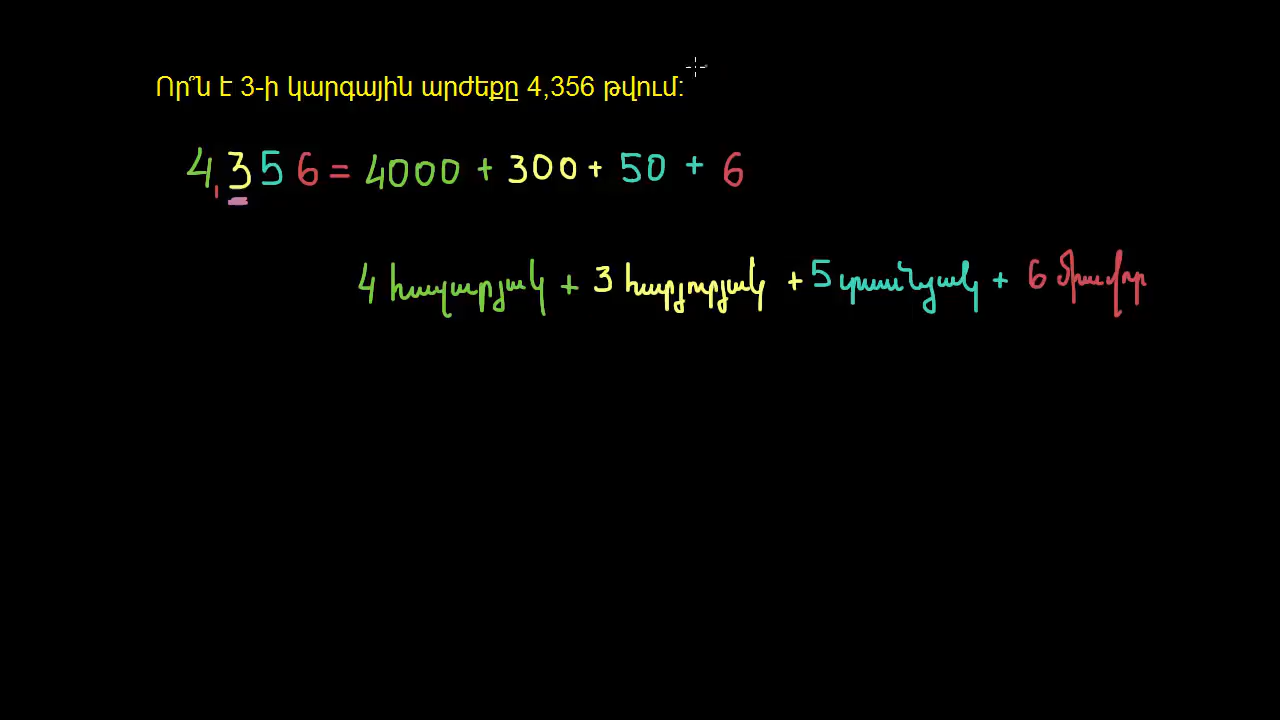 Որ՞ն է 3-ի կարգային արժեքը 4,356 թվում:
4,356 = 4000 + 300 + 50 + 6
4 հազարյակ + 3 հարյուրյակ + 5 տասնյակ + 6 միավոր